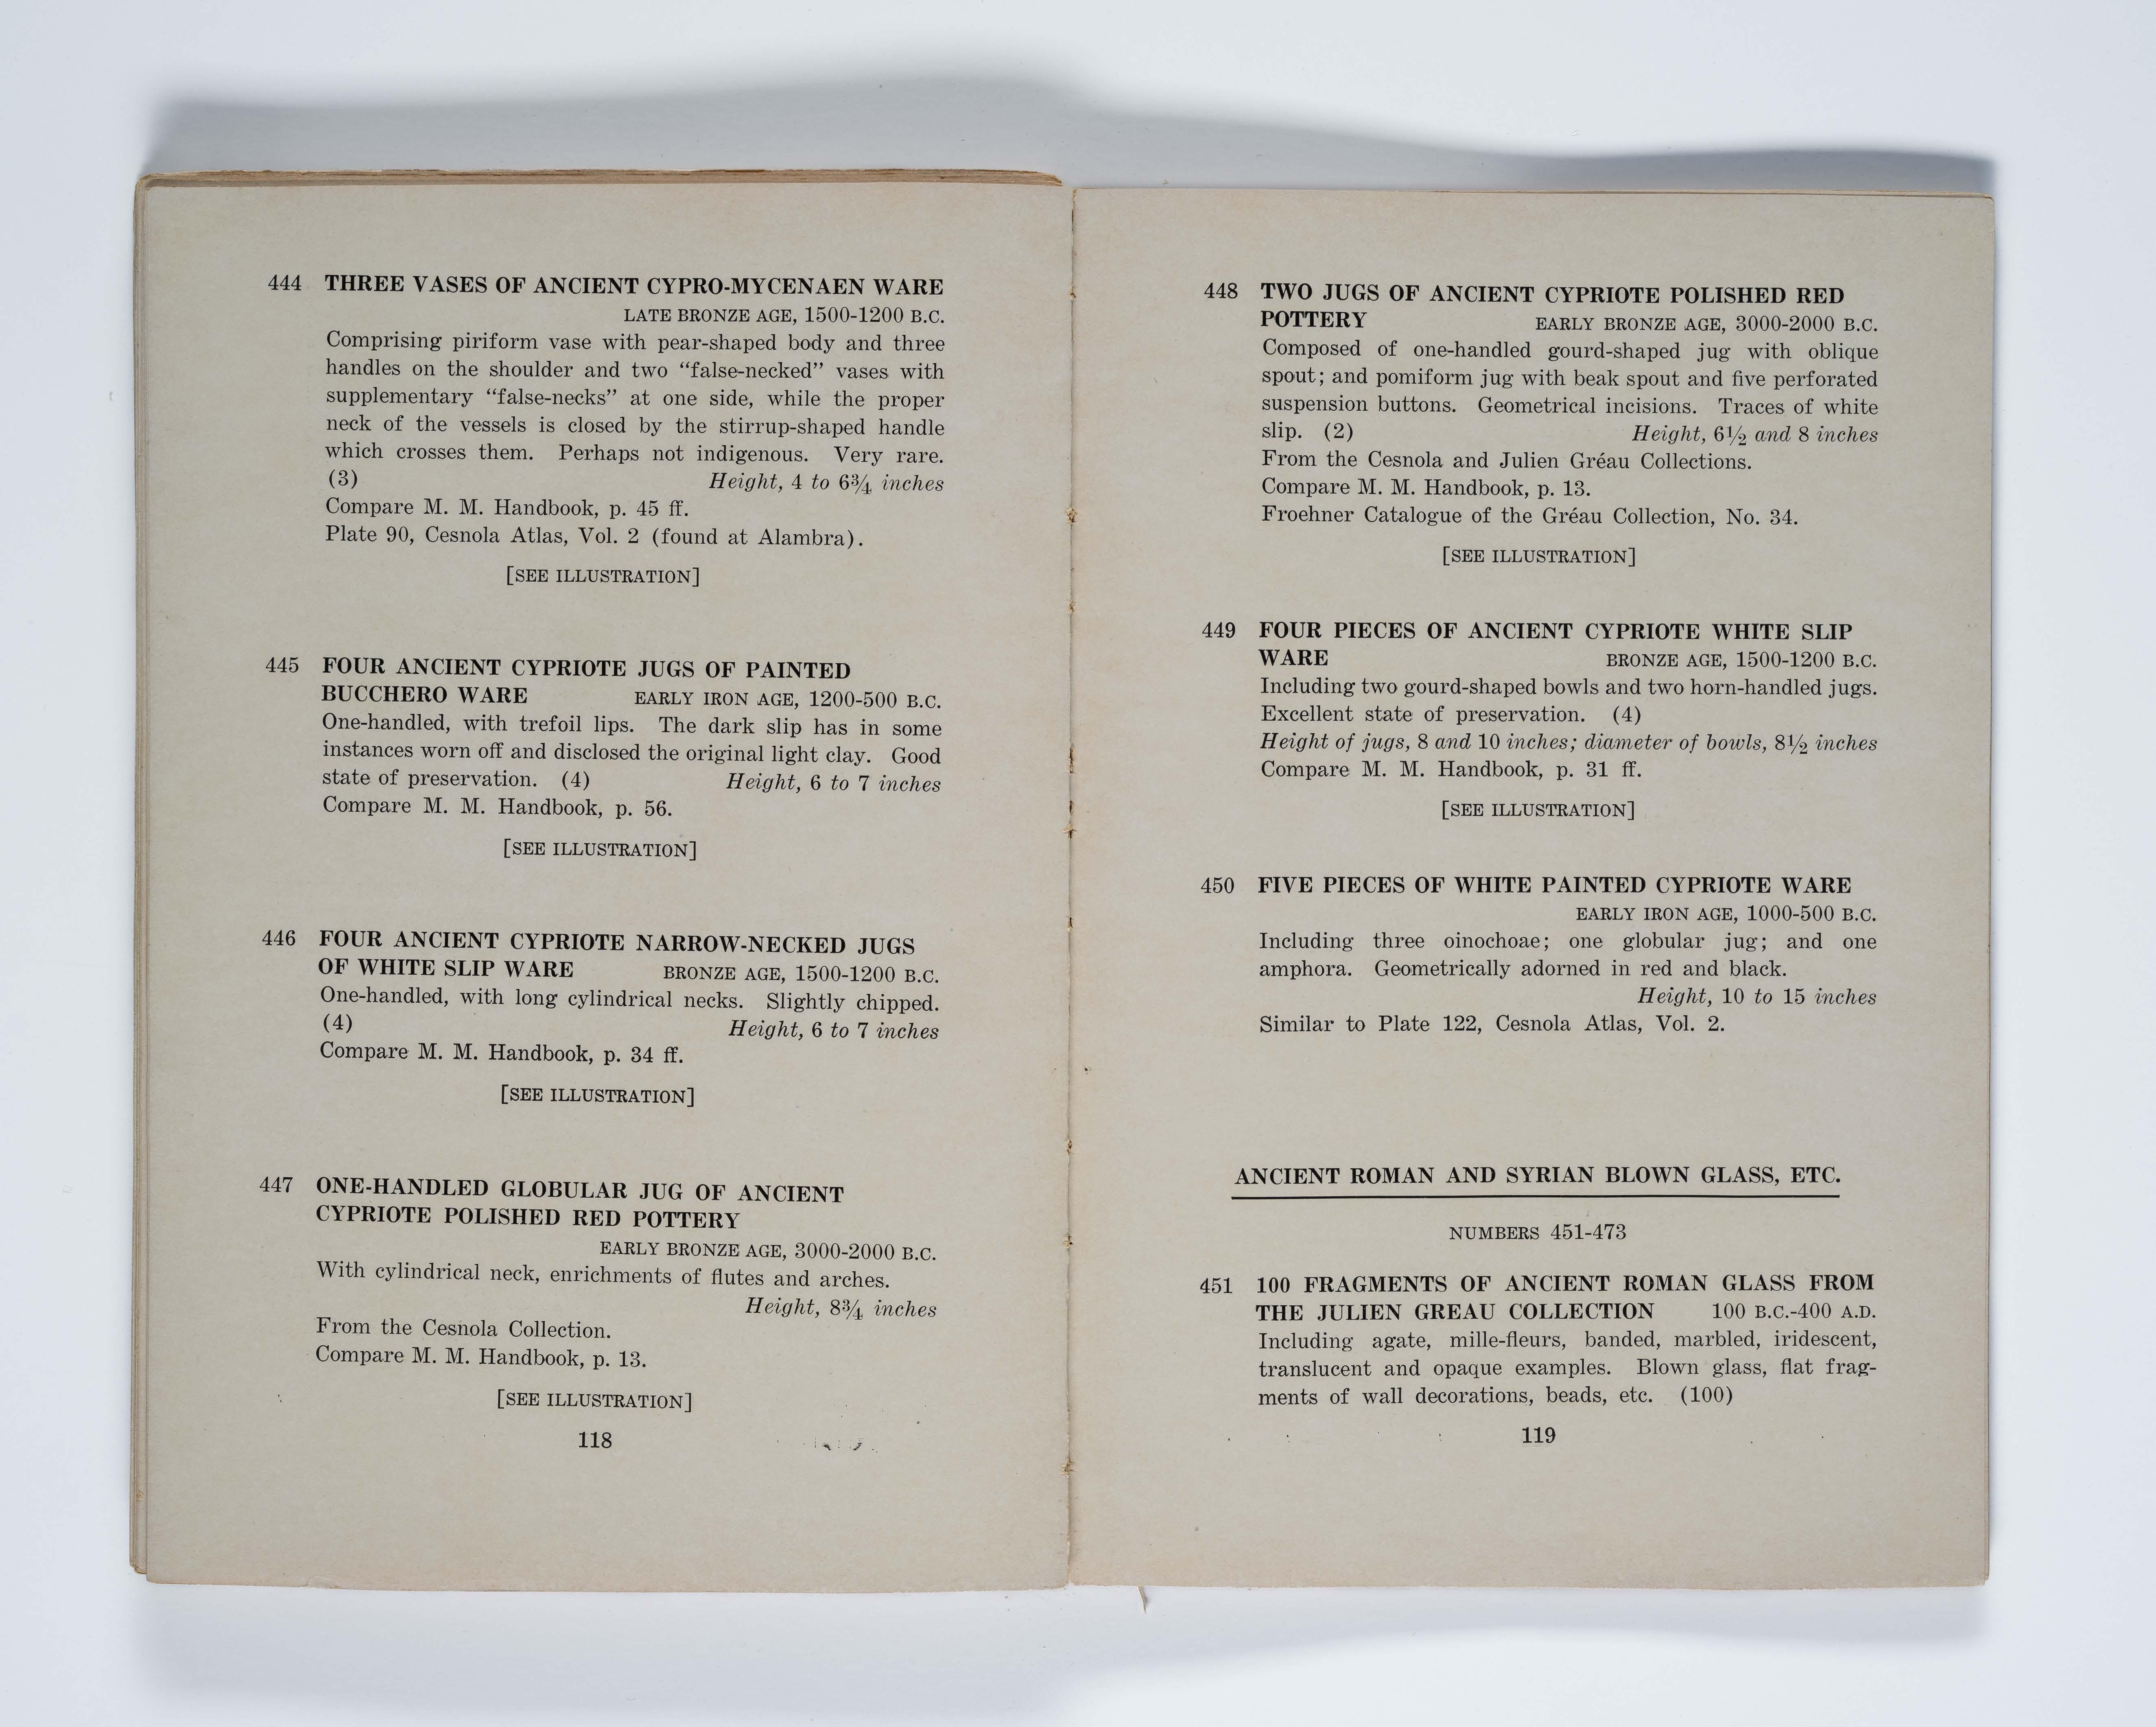 444 THREE VASES OF ANCIENT CYPRO-MYCENAEN WARE
LATE BRONZE AGE, 1500-1200 B.C.
Comprising piriform vase with pear-shaped body and three
handles on the shoulder and two “false-necked” vases with
supplementary “false-necks” at one side, while the proper
neck of the vessels is closed by the stirrup-shaped handle
which crosses them. Perhaps not indigenous. Very rare.
(3) Height, 4 to 6¾ inches
Compare M. M. Handbook, p. 45 ff.
Plate 90, Cesnola Atlas, Vol. 2 (found at Alambra).
[SEE ILLUSTRATION]
445 FOUR ANCIENT CYPRIOTE JUGS OF PAINTED
BUCCHERO WARE EARLY IRON AGE, 1200-500 B.C.
One-handled, with trefoil lips. The dark slip has in some
instances worn off and disclosed the original light clay. Good
state of preservation. (4) Height, 6 to 7 inches
Compare M. M. Handbook, p. 56.
[SEE ILLUSTRATION]
446 FOUR ANCIENT CYPRIOTE NARROW-NECKED JUGS
OF WHITE SLIP WARE BRONZE AGE, 1500-1200 B.C.
One-handled, with long cylindrical necks. Slightly chipped.
(4) Height, 6 to 7 inches
Compare M. M. Handbook, p. 34 ff.
[SEE ILLUSTRATION]
447 ONE-HANDLED GLOBULAR JUG OF ANCIENT
CYPRIOTE POLISHED RED POTTERY
EARLY BRONZE AGE, 3000-2000 B.C.
With cylindrical neck, enrichments of flutes and arches.
Height, 8¾ inches
From the Cesnola Collection.
Compare M. M. Handbook, p. 13.
[SEE ILLUSTRATION]
118
448 TWO JUGS OF ANCIENT CYPRIOTE POLISHED RED
POTTERY EARLY BRONZE AGE, 3000-2000 B.C.
Composed of one-handled gourd-shaped jug with oblique
spout; and pomiform jug with beak spout and five perforated
suspension buttons. Geometrical incisions. Traces of white
slip. (2) Height, 6½ and 8 inches
From the Cesnola and Julien Gréau Collections.
Compare M. M. Handbook, p. 13.
Froehner Catalogue of the Gréau Collection, No. 34.
[SEE ILLUSTRATION]
449 FOUR PIECES OF ANCIENT CYPRIOTE WHITE SLIP
WARE BRONZE AGE, 1500-1200 B.C.
Including two gourd-shaped bowls and two horn-handled jugs.
Excellent state of preservation. (4)
Height of jugs, 8 and 10 inches; diameter of bowls, 8½ inches
Compare M. M. Handbook, p. 31 ff.
[SEE ILLUSTRATION]
450 FIVE PIECES OF WHITE PAINTED CYPRIOTE WARE
EARLY IRON AGE, 1000-500 B.C.
Including three oinochoae; one globular jug; and one
amphora. Geometrically adorned in red and black.
Height, 10 to 15 inches
Similar to Plate 122, Cesnola Atlas, Vol. 2.
ANCIENT ROMAN AND SYRIAN BLOWN GLASS, ETC.
NUMBERS 451-473
451 100 FRAGMENTS OF ANCIENT ROMAN GLASS FROM
THE JULIEN GREAU COLLECTION 100 B.C.-400 A.D.
Including agate, mille-fleurs, banded, marbled, iridescent,
translucent and opaque examples. Blown glass, flat frag-
ments of wall decorations, beads, etc. (100)
119